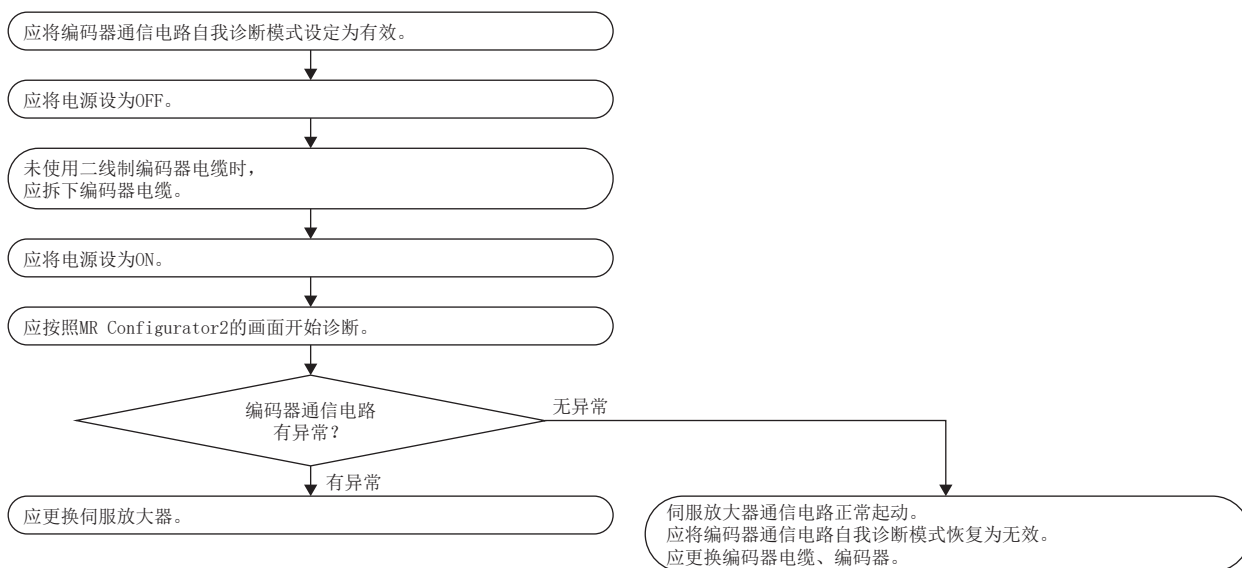 应将编码器通信电路自我诊断模式设定为有效。
应将电源设为OFF。
未使用二线制编码器电缆时，
应拆下编码器电缆。
应将电源设为ON。
应按照MR Configurator2的画面开始诊断。
编码器通信电路
有异常？
无异常
有异常
应更换伺服放大器。
伺服放大器通信电路正常起动。
应将编码器通信电路自我诊断模式恢复为无效。
应更换编码器电缆、编码器。